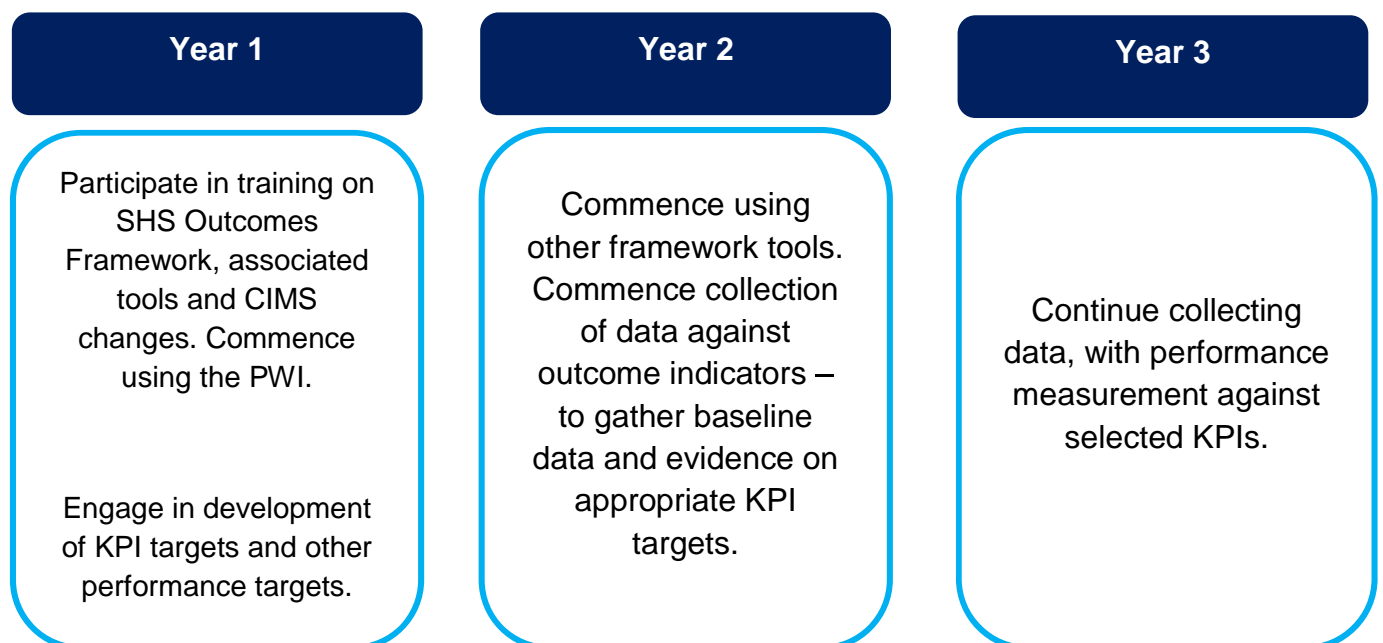 Year 1
Participate in training on
SHS Outcomes
Framework, associated
tools and CIMS
changes. Commence
using the PWI.
Engage in development
of KPI targets and other
performance targets.
Year 2
Commence using
other framework tools.
Commence collection
of data against
outcome indicators –
to gather baseline
data and evidence on
appropriate KPI
targets.
Year 3
Continue collecting
data, with performance
measurement against
selected KPIs.